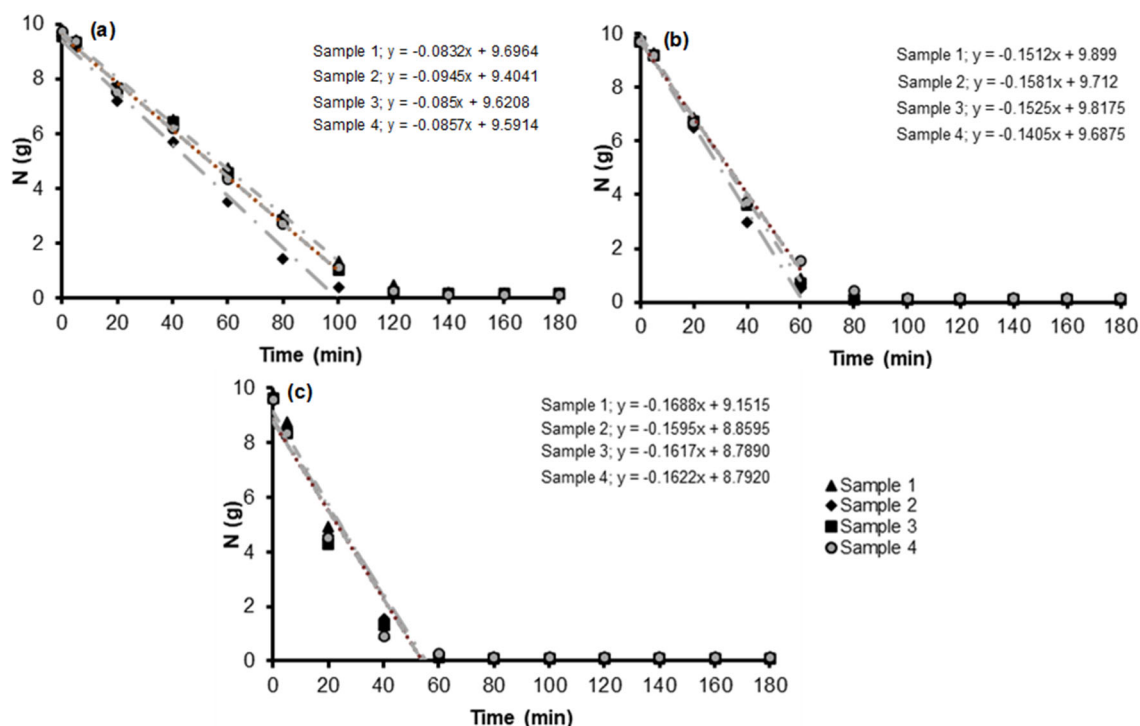 (a)
Sample 1; y = -0.0832x + 9.6964
Sample 2; y = -0.0945x + 9.4041
Sample 3; y = -0.085x + 9.6208
Sample 4; y = -0.0857x + 9.5914
N (g)
10
8
6
4
2
0
0 20 40 60 80 100 120 140 160 180
Time (min)
(b)
Sample 1; y = -0.1512x + 9.899
Sample 2; y = -0.1581x + 9.712
Sample 3; y = -0.1525x + 9.8175
Sample 4; y = -0.1405x + 9.6875
N (g)
10
8
6
4
2
0
0 20 40 60 80 100 120 140 160 180
Time (min)
(c)
Sample 1; y = -0.1688x + 9.1515
Sample 2; y = -0.1595x + 8.8595
Sample 3; y = -0.1617x + 8.7890
Sample 4; y = -0.1622x + 8.7920
N (g)
10
8
6
4
2
0
0 20 40 60 80 100 120 140 160 180
Time (min)
Sample 1
Sample 2
Sample 3
Sample 4